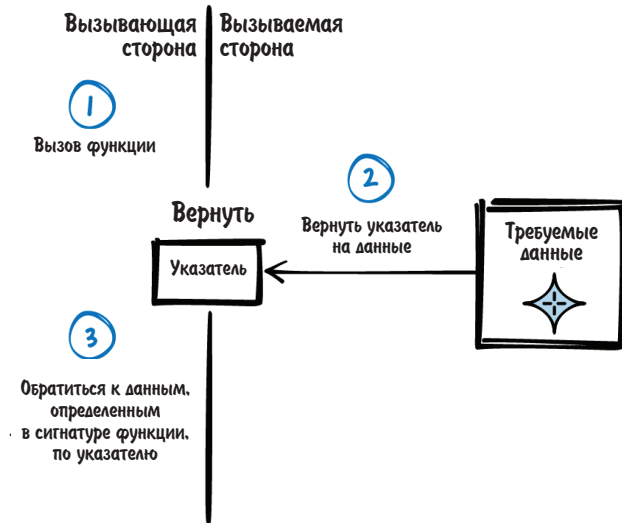 Вызывающая сторона
Вызываемая сторона
1
Вызов функции
2
Вернуть указатель
на данные
Вернуть
Указатель
Требуемые
данные
3
Обратиться к данным,
определенным
в сигнатуре функции,
по указателю